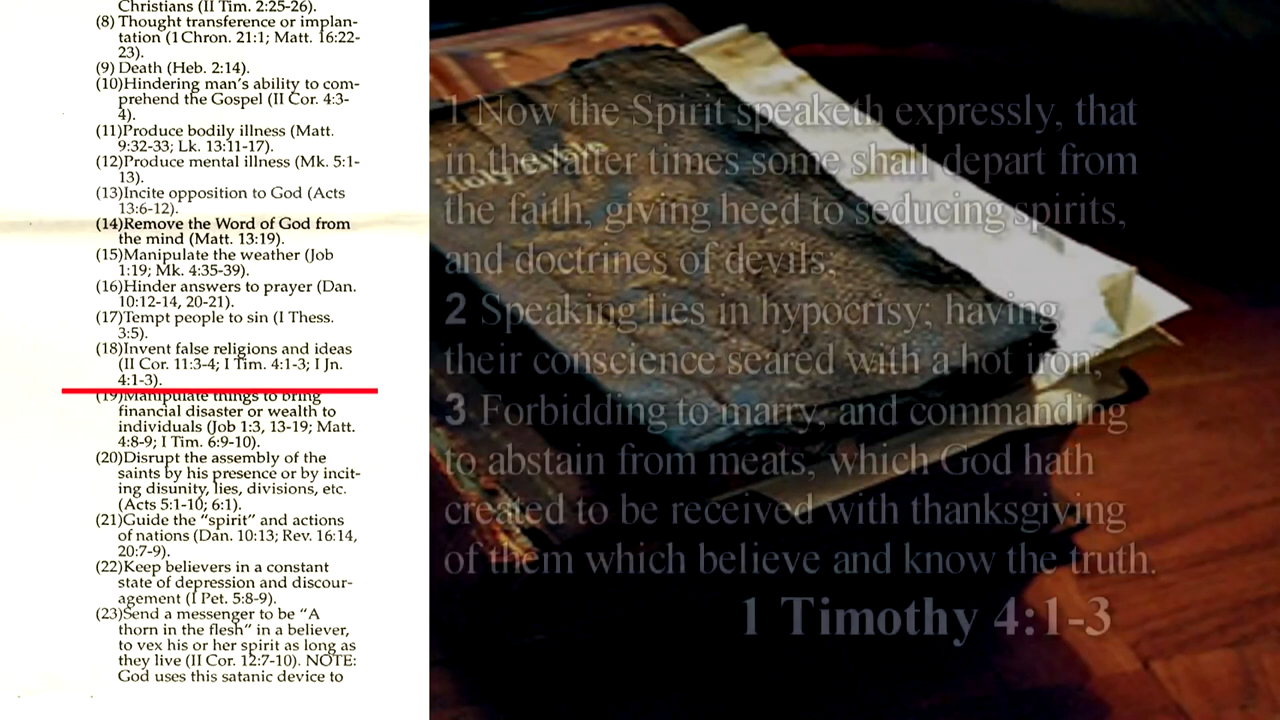 Christians (II Tim. 2:25-26).
(8) Thought transference or implan-
tation (1 Chron. 21:1; Matt. 16:22-
23).
(9) Death (Heb. 2:14).
(10)Hindering man's ability to com-
prehend the Gospel (II Cor. 4:3-
4).
(11)Produce bodily illness (Matt.
9:32-33; Lk. 13:11-17).
(12)Produce mental illness (Mk. 5:1-
13).
(13)Incite opposition to God (Acts
13:6-12).
(14)Remove the Word of God from
the mind (Matt. 13:19).
(15)Manipulate the weather (Job
1:19; Mk. 4:35-39).
(16)Hinder answers to prayer (Dan.
10:12-14, 20-21).
(17)Tempt people to sin (I Thess.
3:5).
(18)Invent false religions and ideas
(II Cor. 11:3-4; I Tim. 4:1-3; I Jn.
4:1-3).
(19)Manipulate things to bring
financial disaster or wealth to
individuals (Job 1:3, 13-19; Matt.
4:8-9; I Tim. 6:9-10).
(20)Disrupt the assembly of the
saints by his presence or by incit-
ing disunity, lies, divisions, etc.
(Acts 5:1-10; 6:1).
(21)Guide the “spirit” and actions
of nations (Dan. 10:13; Rev. 16:14,
20:7-9).
(22)Keep believers in a constant
state of depression and discour-
agement (I Pet. 5:8-9).
(23)Send a messenger to be “A
thorn in the flesh” in a believer,
to vex his or her spirit as long as
they live (II Cor. 12:7-10). NOTE:
God uses this satanic device to
Holy Bible
1 Now the Spirit speaketh expressly, that
in the latter times some shall depart from
the faith, giving heed to seducing spirits,
and doctrines of devils;
2 Speaking lies in hypocrisy; having
their conscience seared with a hot iron;
3 Forbidding to marry, and commanding
to abstain from meats, which God hath
created to be received with thanksgiving
of them which believe and know the truth.
1 Timothy 4:1-3